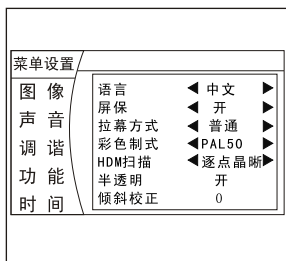 菜单设置
图像
声音
调谐
功能
时间
语言 ◀ 中文 ▶
屏保 ◀ 开 ▶
拉幕方式 ◀ 普通 ▶
彩色制式 ◀PAL50 ▶
HDM扫描 ◀逐点晶晰▶
半透明 开
倾斜校正 0